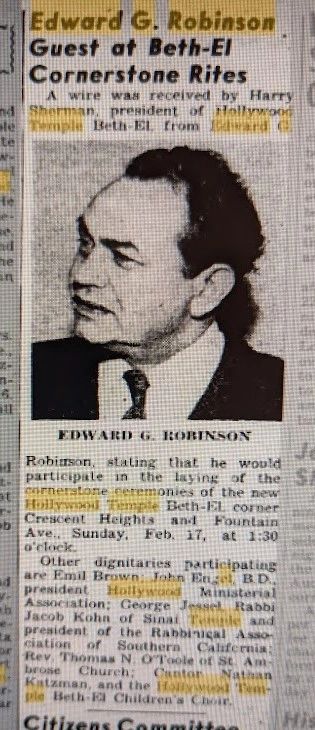 Edward G. Robinson
Guest at Beth-El
Cornerstone Rites
A wire was received by Harry
Sherman, president of Hollywood
Temple Beth-El, from Edward G.
EDWARD G. ROBINSON
Robinson, stating that he would
participate in the laying of the
cornerstone ceremonies of the new
Hollywood Temple Beth-El corner
Crescent Heights and Fountain
Ave., Sunday, Feb. 17, at 1:30
o'clock.
Other dignitaries participating
are Emil Brown, John Engel, B.D.,
president Hollywood Ministerial
Association; George Jessel, Rabbi
Jacob Kohn of Sinai Temple and
president of the Rabbinical Asso-
ciation of Southern California;
Rev. Thomas N. O'Toole of St. Am-
brose Church; Cantor Nathan
Katzman, and the Hollywood Tem-
ple Beth-El Children's Choir.
Citizens Committee
His